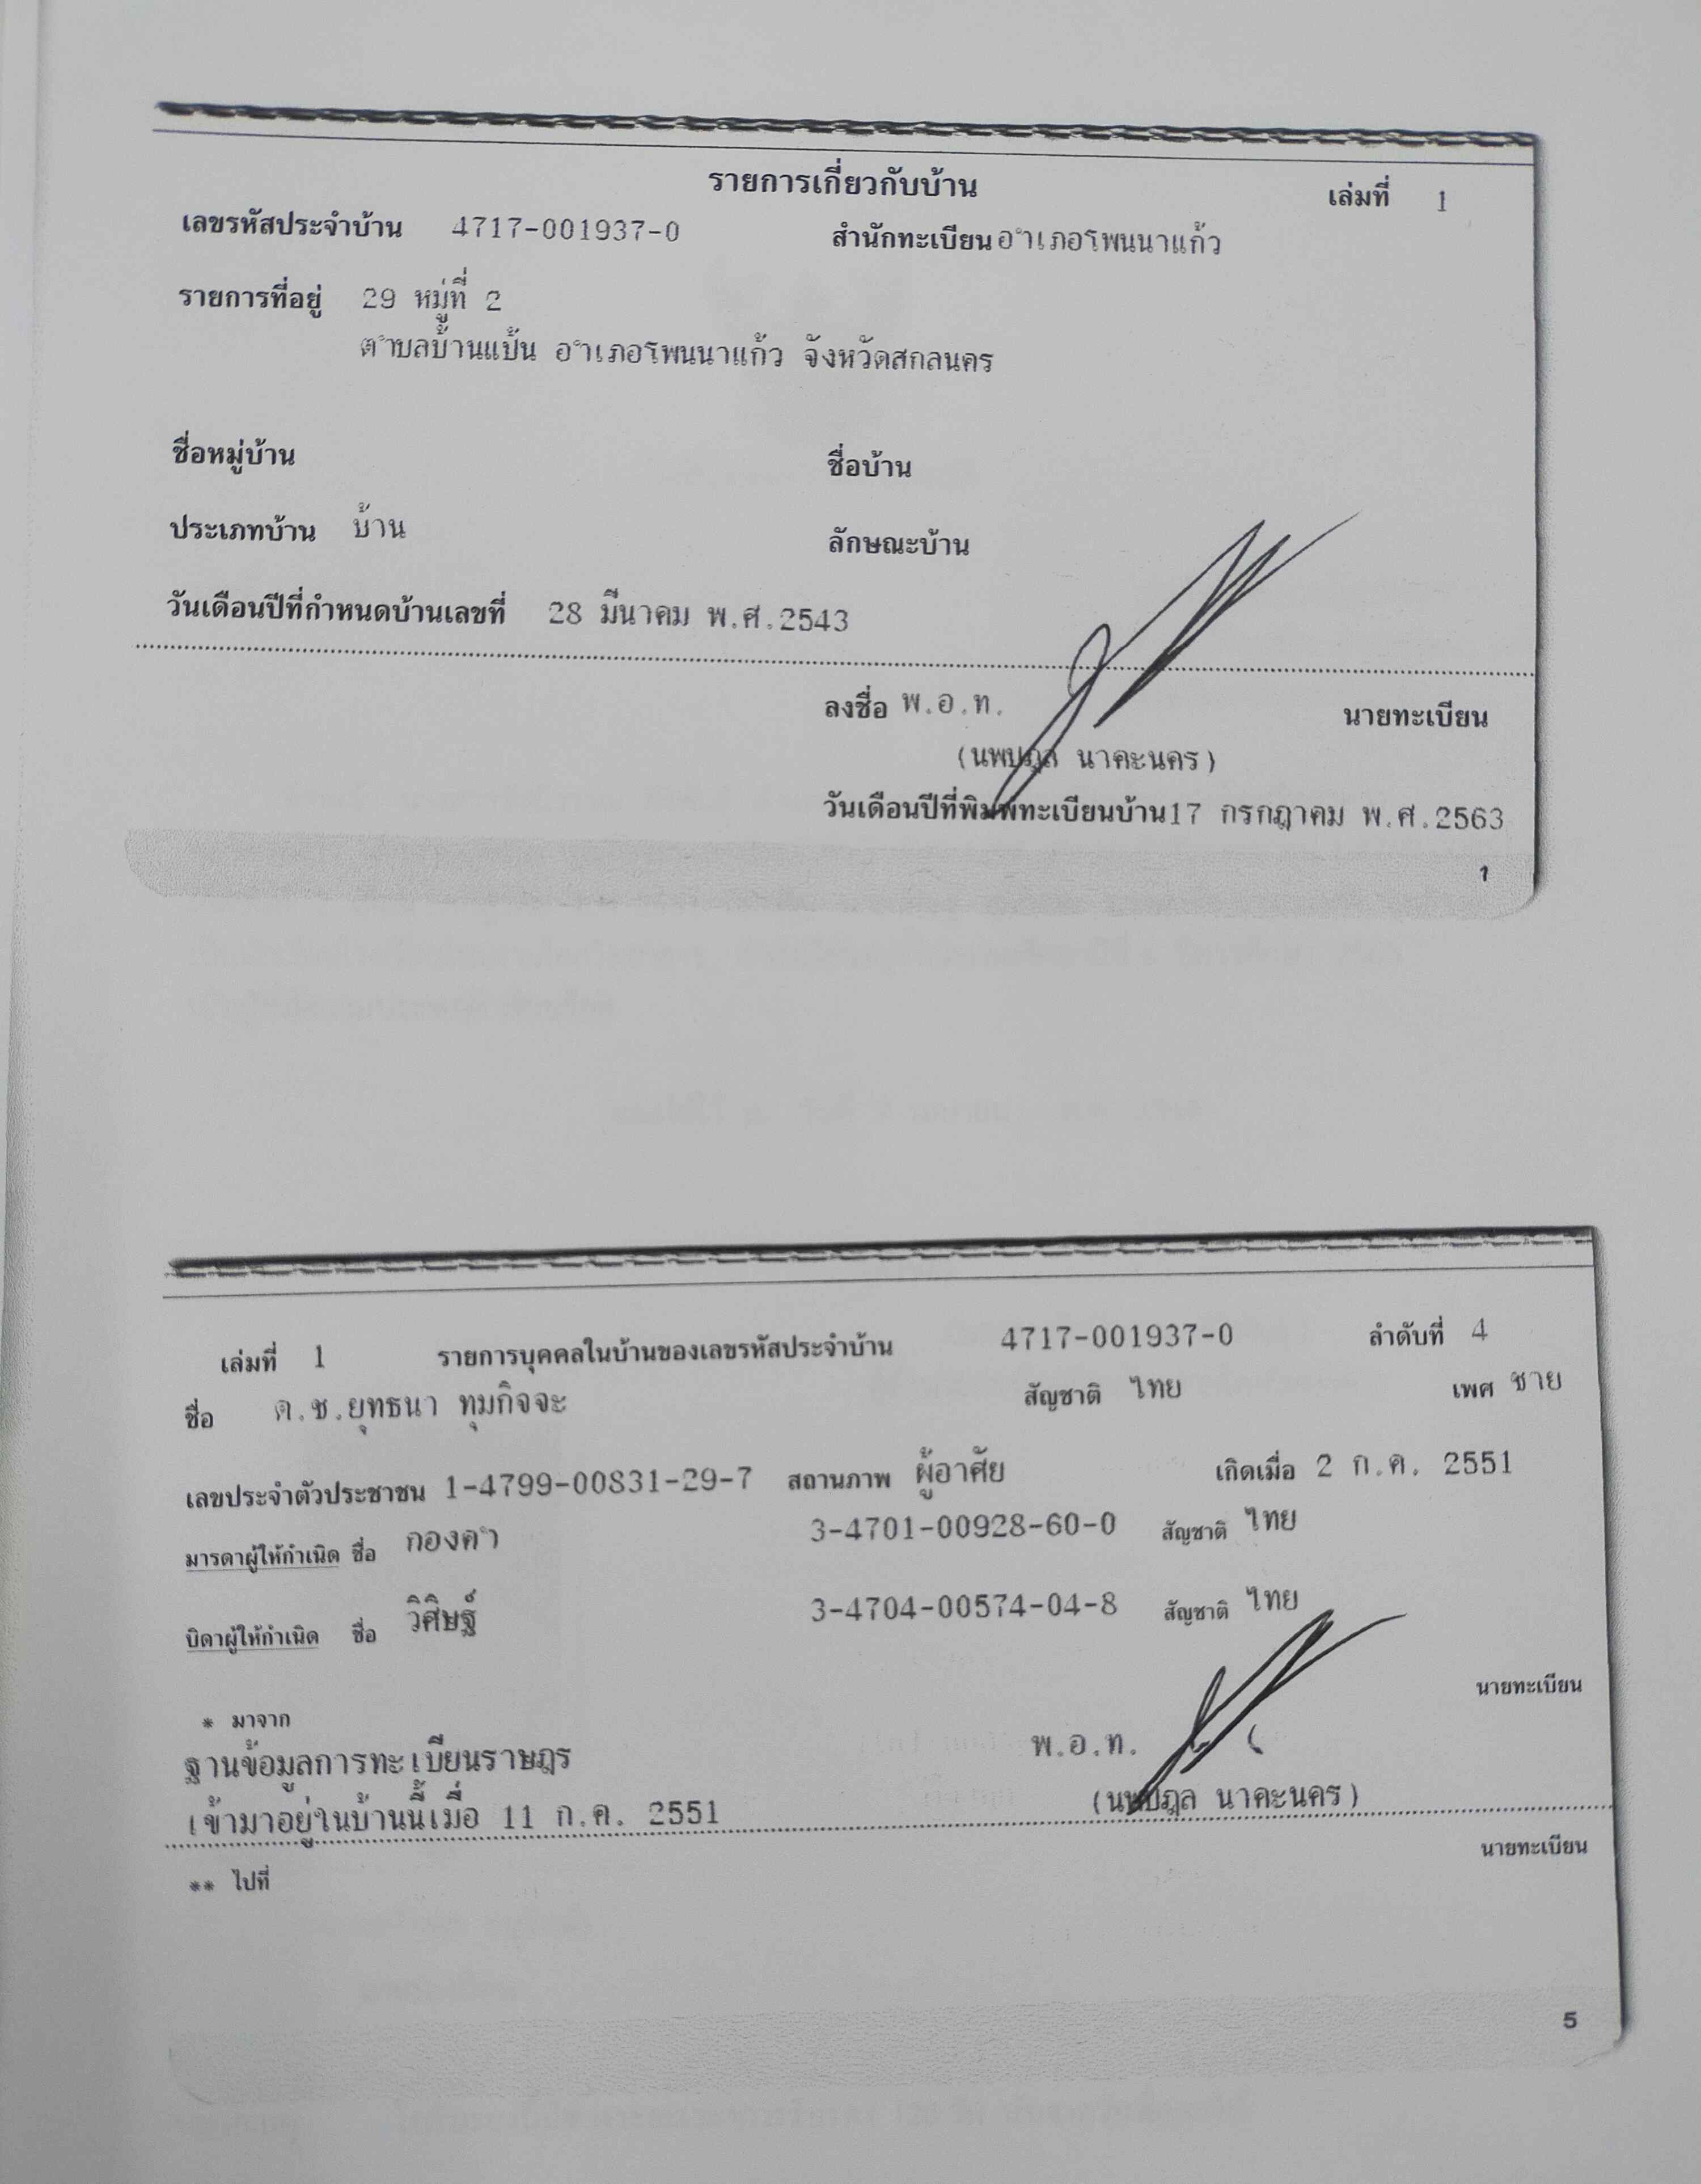 รายการเกี่ยวกับบ้าน เล่มที่ 1
เลขรหัสประจำบ้าน 4717-001937-0 สำนักทะเบียน อำเภอโพนนาแก้ว
รายการที่อยู่ 29 หมู่ที่ 2
ตำบลบ้านแป้น อำเภอโพนนาแก้ว จังหวัดสกลนคร
ชื่อหมู่บ้าน ชื่อบ้าน
ประเภทบ้าน บ้าน ลักษณะบ้าน
วันเดือนปีที่กำหนดบ้านเลขที่ 28 มีนาคม พ.ศ.2543
ลงชื่อ พ.อ.ท. นายทะเบียน
(นพปฎล นาคะนคร)
วันเดือนปีที่พิมพ์ทะเบียนบ้าน 17 กรกฎาคม พ.ศ.2563
1
เล่มที่ 1 รายการบุคคลในบ้านของเลขรหัสประจำบ้าน 4717-001937-0 ลำดับที่ 4
ชื่อ ด.ช.ยุทธนา ทุมกิจจะ สัญชาติ ไทย เพศ ชาย
เลขประจำตัวประชาชน 1-4799-00831-29-7 สถานภาพ ผู้อาศัย เกิดเมื่อ 2 ก.ค. 2551
มารดาผู้ให้กำเนิด ชื่อ กองคำ 3-4701-00928-60-0 สัญชาติ ไทย
บิดาผู้ให้กำเนิด ชื่อ วิศิษฐ์ 3-4704-00574-04-8 สัญชาติ ไทย
นายทะเบียน
* มาจาก
ฐานข้อมูลการทะเบียนราษฎร พ.อ.ท.
เข้ามาอยู่ในบ้านนี้เมื่อ 11 ก.ค. 2551 (นพปฎล นาคะนคร)
นายทะเบียน
** ไปที่
5